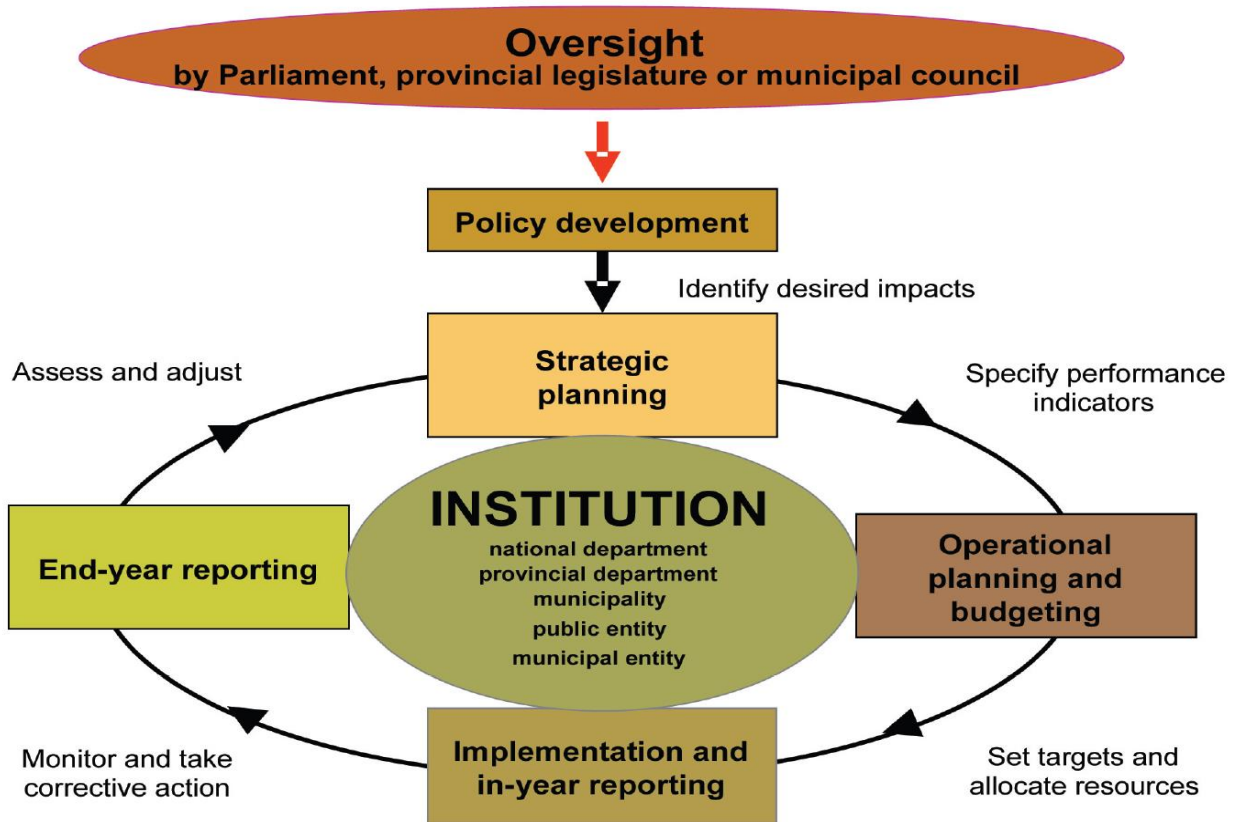 Oversight
by Parliament, provincial legislature or municipal council
Policy development
Identify desired impacts
Strategic
planning
Assess and adjust
Specify performance
indicators
INSTITUTION
national department
provincial department
municipality
public entity
municipal entity
End-year reporting
Operational
planning and
budgeting
Implementation and
in-year reporting
Monitor and take
corrective action
Set targets and
allocate resources